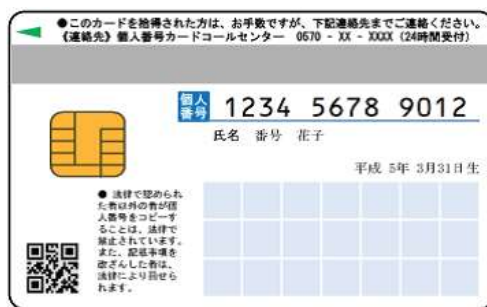 ●このカードを拾得された方は、お手数ですが、下記連絡先までご連絡ください。
《連絡先》個人番号カードコールセンター 0570 - XX - XXXX (24時間受付)
個人番号 1234 5678 9012
氏名 番号 花子
平成 5年 3月31日生
● 法律で認められ
た者以外の者が個
人番号をコピーす
ることは、法律で
禁止されています。
また、記載事項を
改ざんした者は、
法律により罰せら
れます。